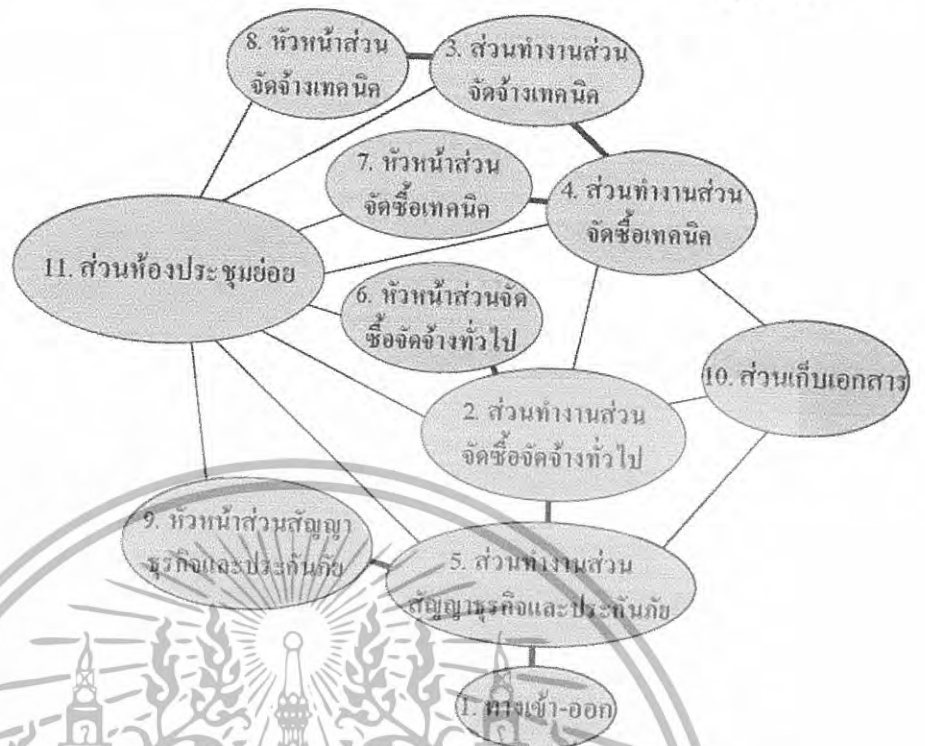 8. หัวหน้าส่วน
จัดจ้างเทคนิค
3. ส่วนทำงานส่วน
จัดจ้างเทคนิค
7. หัวหน้าส่วน
จัดซื้อเทคนิค
4. ส่วนทำงานส่วน
จัดซื้อเทคนิค
11. ส่วนห้องประชุมย่อย
6. หัวหน้าส่วนจัด
ซื้อจัดจ้างทั่วไป
10. ส่วนเก็บเอกสาร
2. ส่วนทำงานส่วน
จัดซื้อจัดจ้างทั่วไป
9. หัวหน้าส่วนสัญญา
ธุรกิจและประกันภัย
5. ส่วนทำงานส่วน
สัญญาธุรกิจและประกันภัย
1. ทางเข้า-ออก